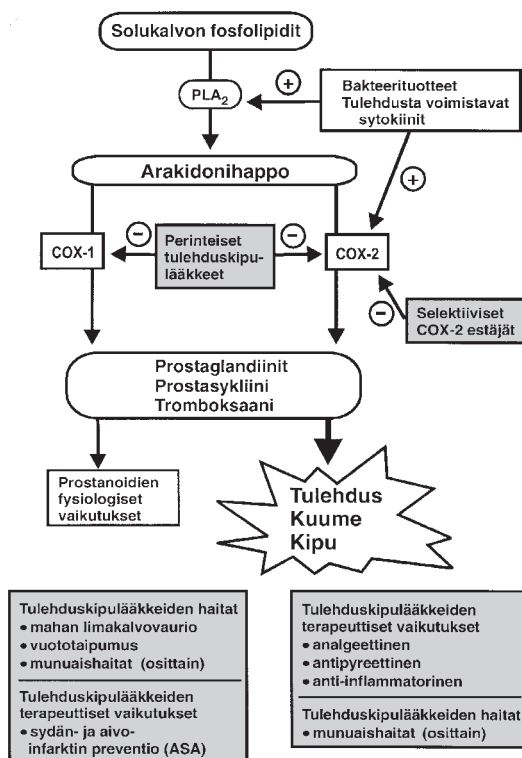 Solukalvon fosfolipidit
PLA2
+
Bakteerituotteet
Tulehdusta voimistavat
sytokiinit
Arakidonihappo
+
COX-1
−
Perinteiset
tulehduskipu-
lääkkeet
−
COX-2
−
Selektiiviset
COX-2 estäjät
Prostaglandiinit
Prostasykliini
Tromboksaani
Prostanoidien
fysiologiset
vaikutukset
Tulehdus
Kuume
Kipu
Tulehduskipulääkkeiden haitat
• mahan limakalvovaurio
• vuototaipumus
• munuaishaitat (osittain)
Tulehduskipulääkkeiden
terapeuttiset vaikutukset
• sydän- ja aivo-
infarktin preventio (ASA)
Tulehduskipulääkkeiden
terapeuttiset vaikutukset
• analgeettinen
• antipyreettinen
• anti-inflammatorinen
Tulehduskipulääkkeiden haitat
• munuaishaitat (osittain)